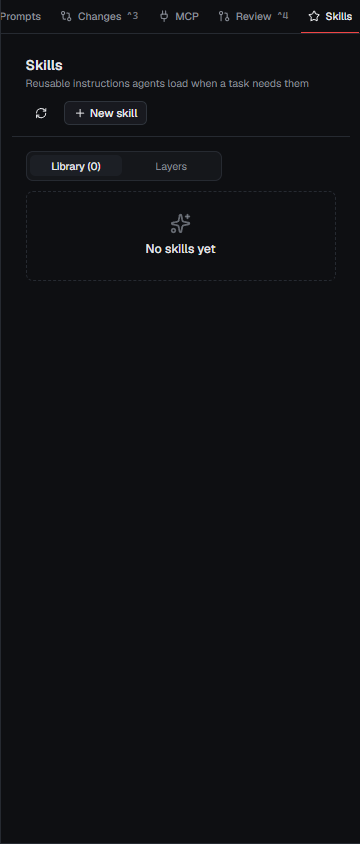 Prompts Changes ^3 MCP Review ^4 Skills
Skills
Reusable instructions agents load when a task needs them
New skill
Library (0) Layers
No skills yet